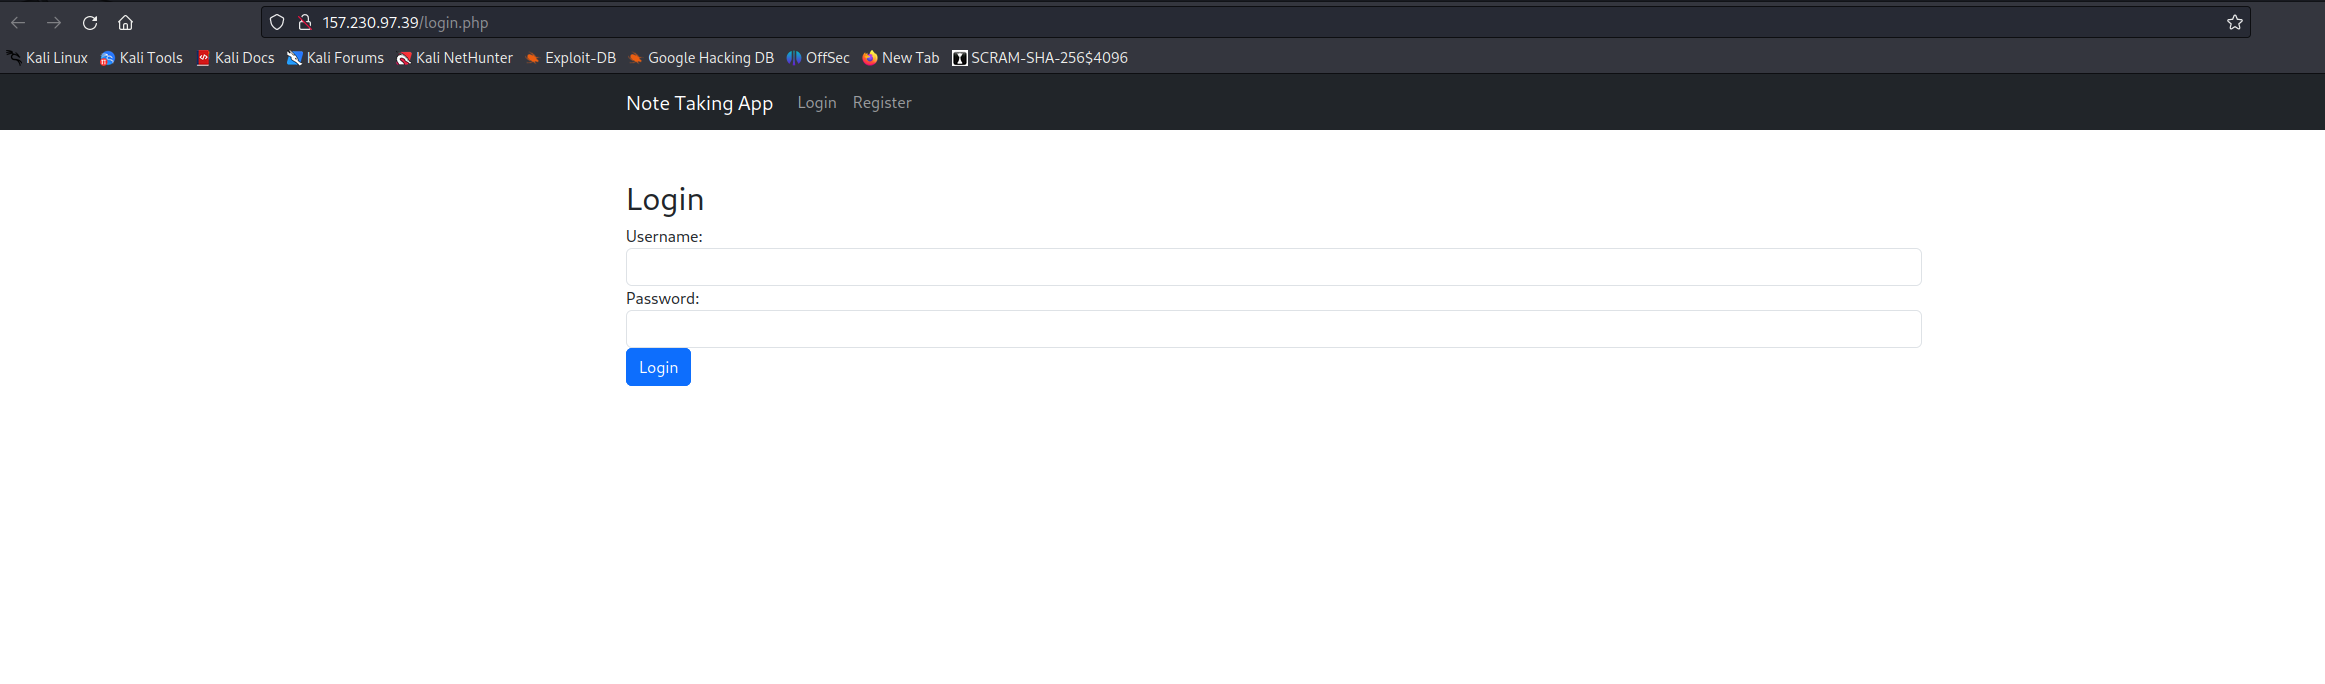 157.230.97.39/login.php
Kali Linux Kali Tools Kali Docs Kali Forums Kali NetHunter Exploit-DB Google Hacking DB OffSec New Tab SCRAM-SHA-256$4096
Note Taking App Login Register
Login
Username:
Password:
Login